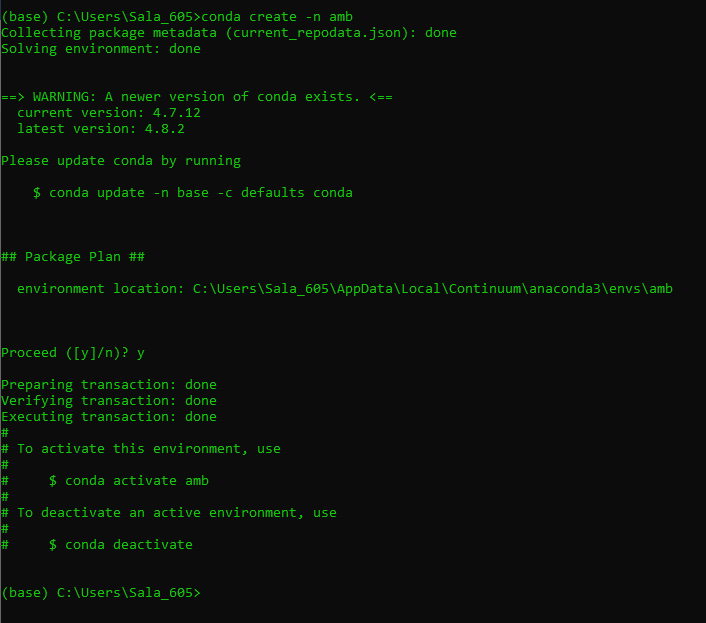 (base) C:\Users\Sala_605>conda create -n amb
Collecting package metadata (current_repodata.json): done
Solving environment: done
==> WARNING: A newer version of conda exists. <==
  current version: 4.7.12
  latest version: 4.8.2
Please update conda by running
    $ conda update -n base -c defaults conda
## Package Plan ##
  environment location: C:\Users\Sala_605\AppData\Local\Continuum\anaconda3\envs\amb
Proceed ([y]/n)? y
Preparing transaction: done
Verifying transaction: done
Executing transaction: done
#
# To activate this environment, use
#
#     $ conda activate amb
#
# To deactivate an active environment, use
#
#     $ conda deactivate
(base) C:\Users\Sala_605>